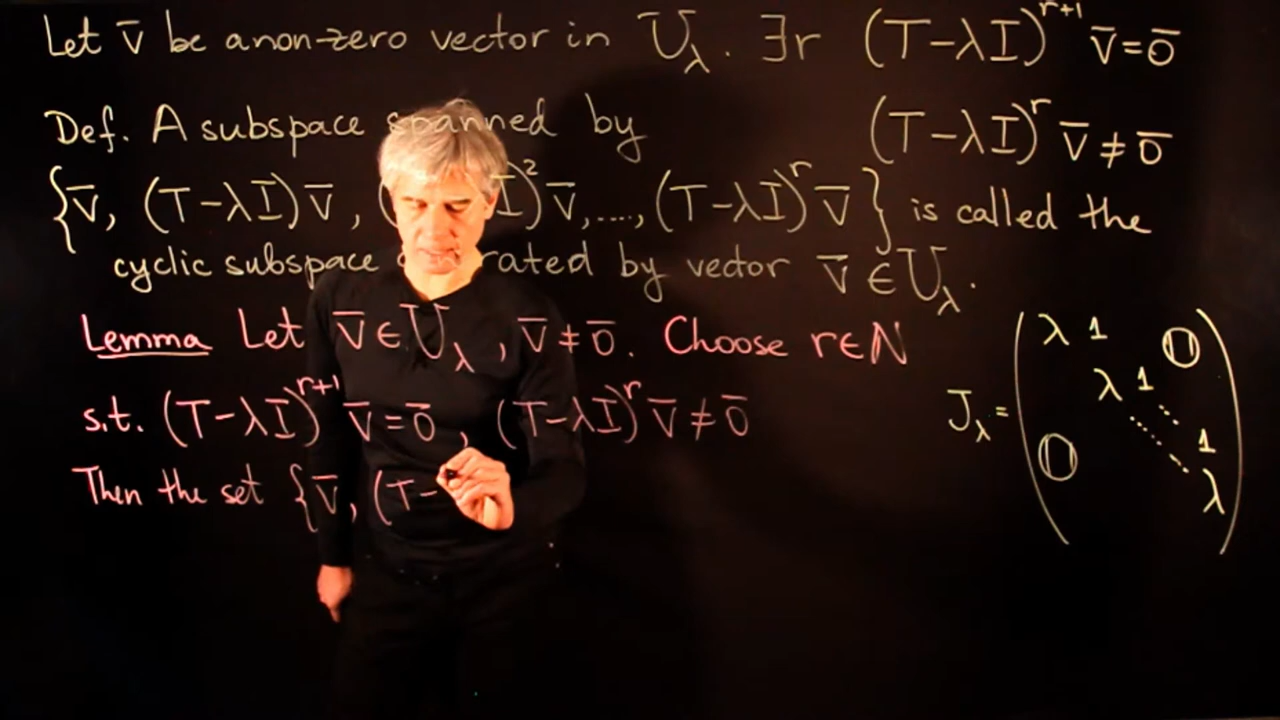 Let v̄ be a non-zero vector in U_λ. ∃r (T-λI)^{r+1} v̄ = 0̄
Def. A subspace spanned by (T-λI)^r v̄ ≠ 0̄
{v̄, (T-λI)v̄, ( I)^2 v̄, ...., (T-λI)^r v̄} is called the
cyclic subspace rated by vector v̄ ∈ U_λ.
Lemma Let v̄ ∈ U_λ, v̄ ≠ 0̄. Choose r∈N
s.t. (T-λI)^{r+1} v̄ = 0̄, (T-λI)^r v̄ ≠ 0̄
Then the set {v̄, (T-
J_λ =
λ 1 0
λ 1
..... ....
0 1
λ